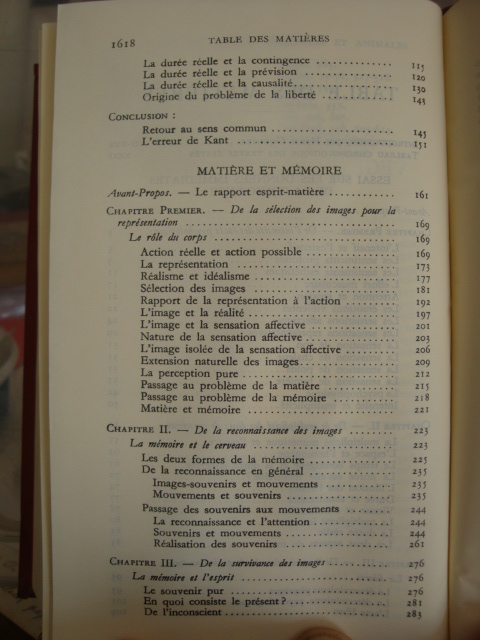 1618 TABLE DES MATIÈRES
La durée réelle et la contingence .............. 115
La durée réelle et la prévision ............... 120
La durée réelle et la causalité ................ 130
Origine du problème de la liberté ............ 143
CONCLUSION :
Retour au sens commun ..................... 145
L'erreur de Kant ........................... 151
MATIÈRE ET MÉMOIRE
Avant-Propos. — Le rapport esprit-matière ........... 161
CHAPITRE PREMIER. — De la sélection des images pour la
représentation .................................. 169
Le rôle du corps ................................ 169
Action réelle et action possible ............... 169
La représentation .......................... 173
Réalisme et idéalisme ....................... 177
Sélection des images ........................ 181
Rapport de la représentation à l'action ......... 192
L'image et la réalité ........................ 197
L'image et la sensation affective .............. 201
Nature de la sensation affective ............... 203
L'image isolée de la sensation affective ......... 206
Extension naturelle des images ................ 209
La perception pure ......................... 212
Passage au problème de la matière ............ 215
Passage au problème de la mémoire ........... 218
Matière et mémoire ......................... 221
CHAPITRE II. — De la reconnaissance des images ........ 223
La mémoire et le cerveau ......................... 223
Les deux formes de la mémoire ............... 225
De la reconnaissance en général ............... 235
Images-souvenirs et mouvements ............. 235
Mouvements et souvenirs .................. 235
Passage des souvenirs aux mouvements ......... 244
La reconnaissance et l'attention ............. 244
Souvenirs et mouvements .................. 244
Réalisation des souvenirs ................... 261
CHAPITRE III. — De la survivance des images ........... 276
La mémoire et l'esprit ........................... 276
Le souvenir pur ............................ 276
En quoi consiste le présent ? ................. 281
De l'inconscient ........................... 283